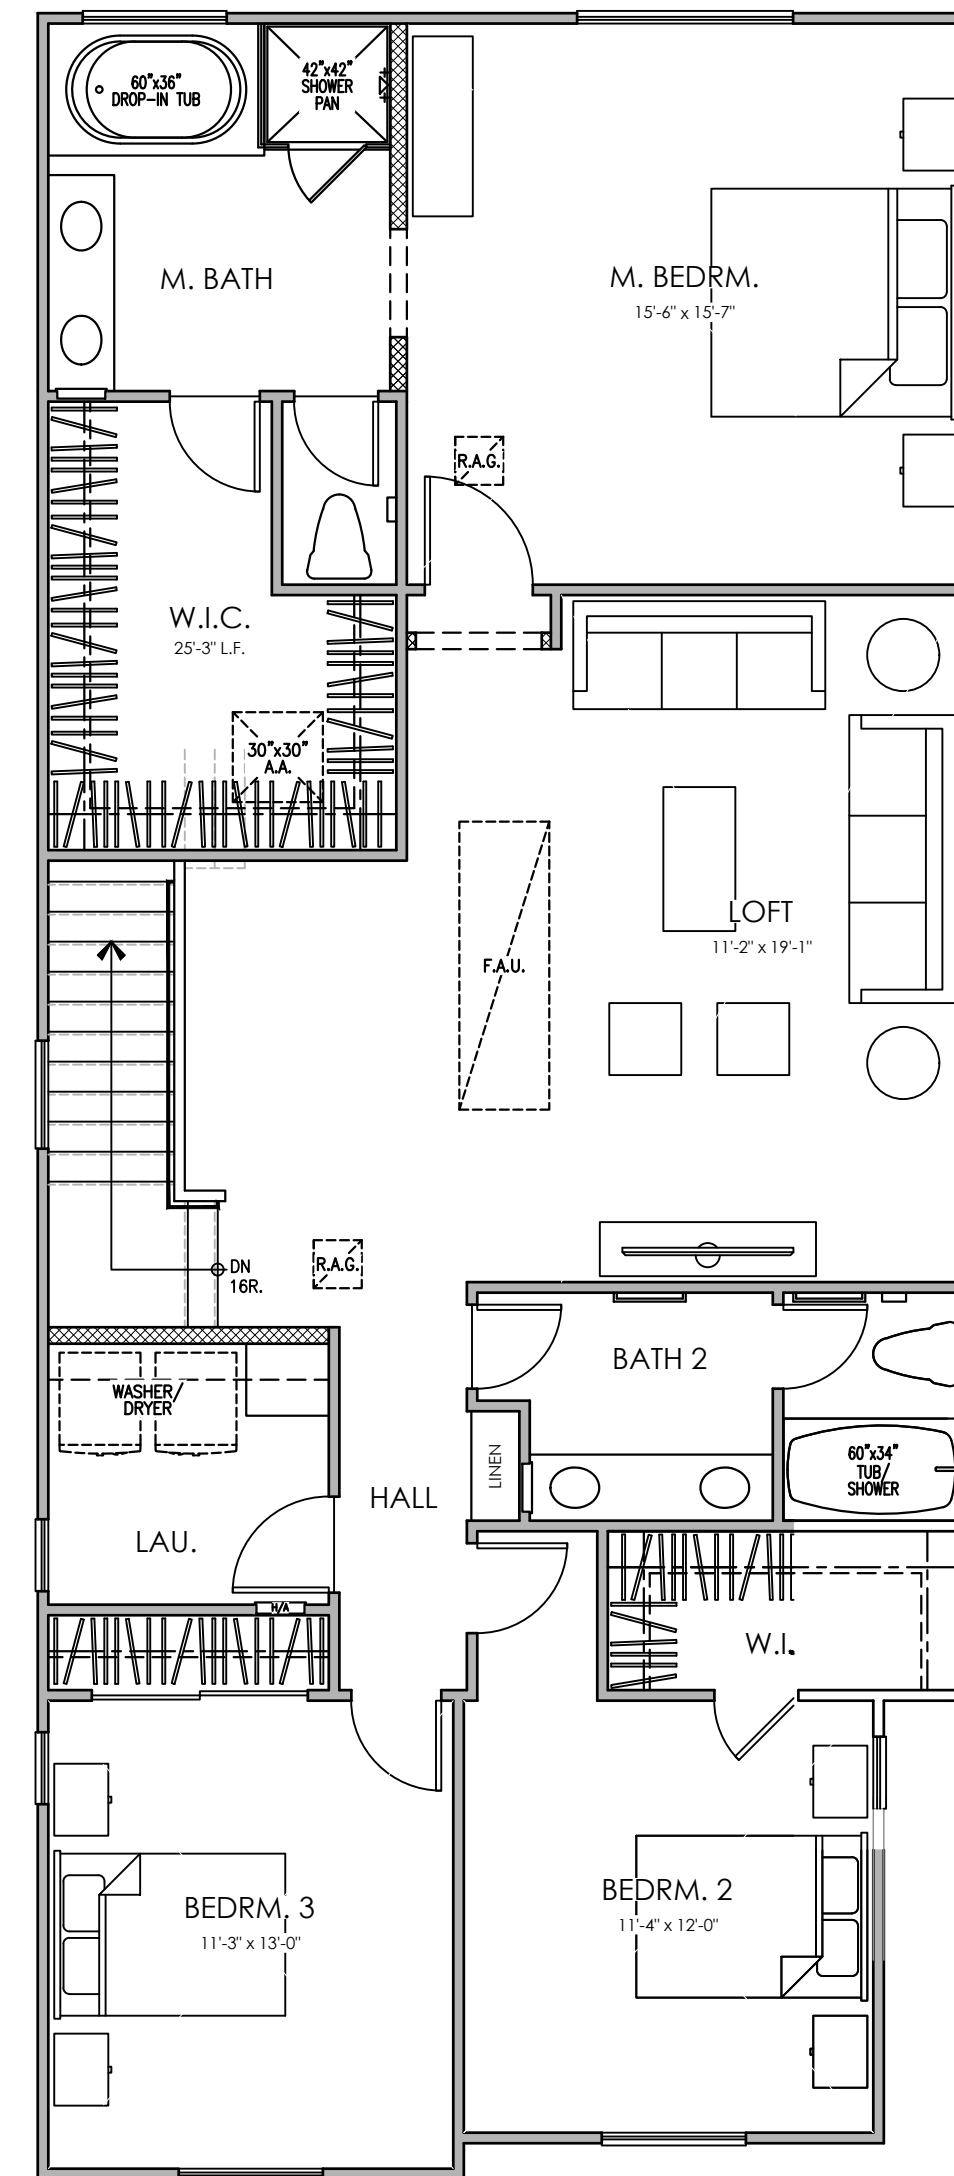 60"x36"
DROP-IN TUB
42"x42"
SHOWER
PAN
M. BATH
M. BEDRM.
15'-6" x 15'-7"
R.A.G.
W.I.C.
25'-3" L.F.
30"x30"
A.A.
LOFT
11'-2" x 19'-1"
F.A.U.
DN
16R.
R.A.G.
BATH 2
WASHER/
DRYER
LINEN
60"x34"
TUB/
SHOWER
HALL
LAU.
H/A
W.I.
BEDRM. 3
11'-3" x 13'-0"
BEDRM. 2
11'-4" x 12'-0"